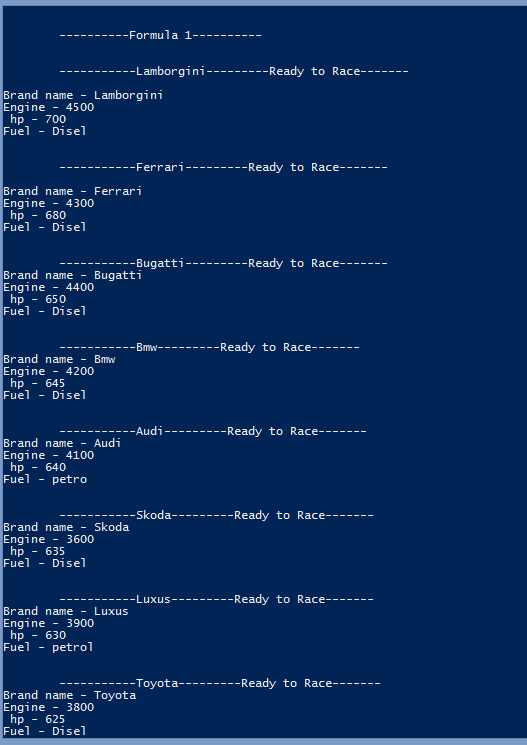 ----------Formula 1----------
-----------Lamborgini---------Ready to Race-------
Brand name - Lamborgini
Engine - 4500
hp - 700
Fuel - Disel
-----------Ferrari---------Ready to Race-------
Brand name - Ferrari
Engine - 4300
hp - 680
Fuel - Disel
-----------Bugatti---------Ready to Race-------
Brand name - Bugatti
Engine - 4400
hp - 650
Fuel - Disel
-----------Bmw---------Ready to Race-------
Brand name - Bmw
Engine - 4200
hp - 645
Fuel - Disel
-----------Audi---------Ready to Race-------
Brand name - Audi
Engine - 4100
hp - 640
Fuel - petro
-----------Skoda---------Ready to Race-------
Brand name - Skoda
Engine - 3600
hp - 635
Fuel - Disel
-----------Luxus---------Ready to Race-------
Brand name - Luxus
Engine - 3900
hp - 630
Fuel - petrol
-----------Toyota---------Ready to Race-------
Brand name - Toyota
Engine - 3800
hp - 625
Fuel - Disel